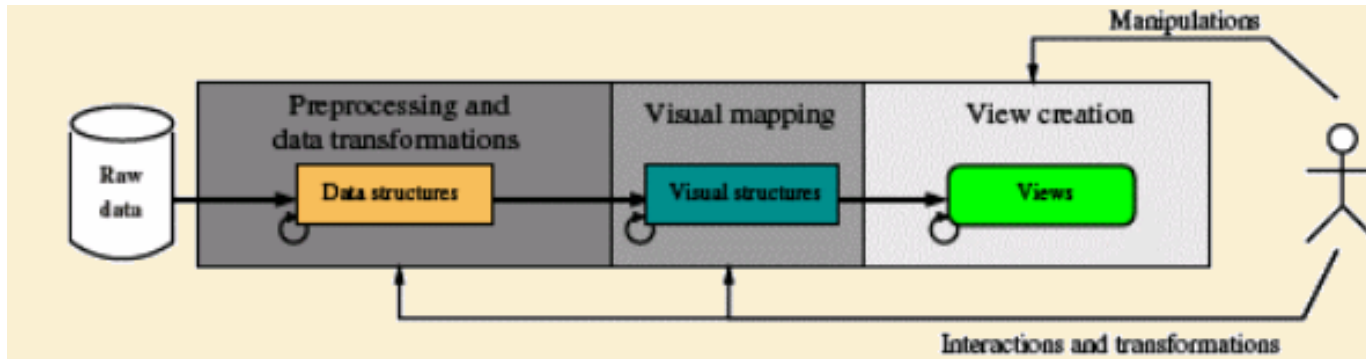 Manipulations
Preprocessing and
data transformations
Visual mapping
View creation
Raw
data
Data structures
Visual structures
Views
Interactions and transformations